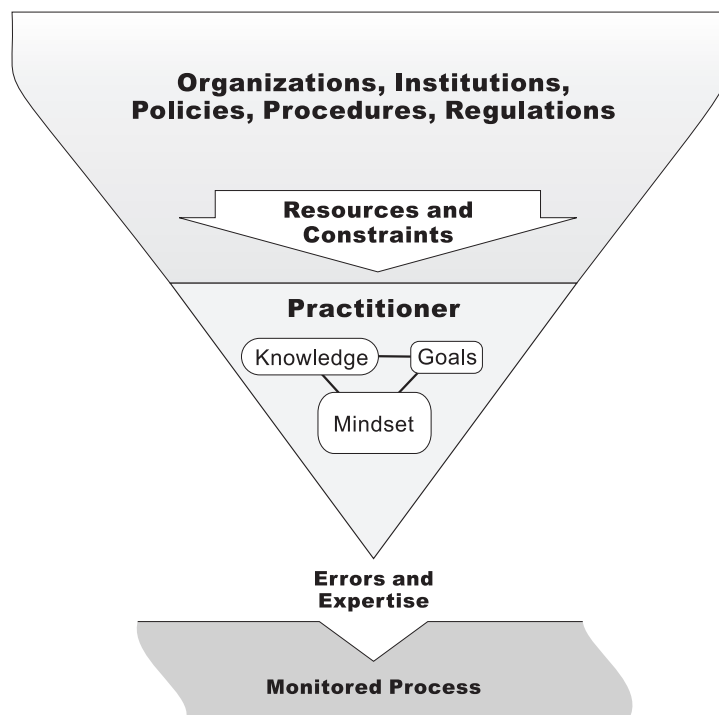 Organizations, Institutions,
Policies, Procedures, Regulations
Resources and
Constraints
Practitioner
Knowledge
Goals
Mindset
Errors and
Expertise
Monitored Process